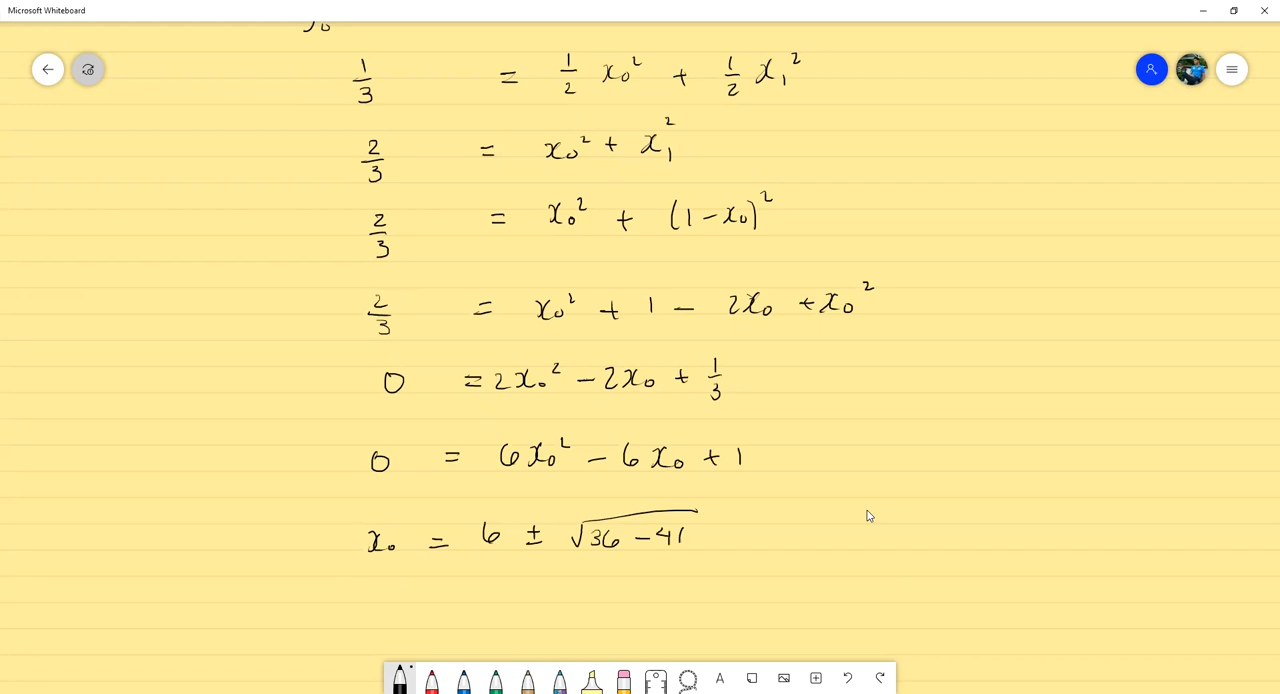 Microsoft Whiteboard
x₀
1/3 = 1/2 x₀² + 1/2 x₁²
2/3 = x₀² + x₁²
2/3 = x₀² + (1 - x₀)²
2/3 = x₀² + 1 - 2x₀ + x₀²
0 = 2x₀² - 2x₀ + 1/3
0 = 6x₀² - 6x₀ + 1
x₀ = 6 ± √36 - 4(
A